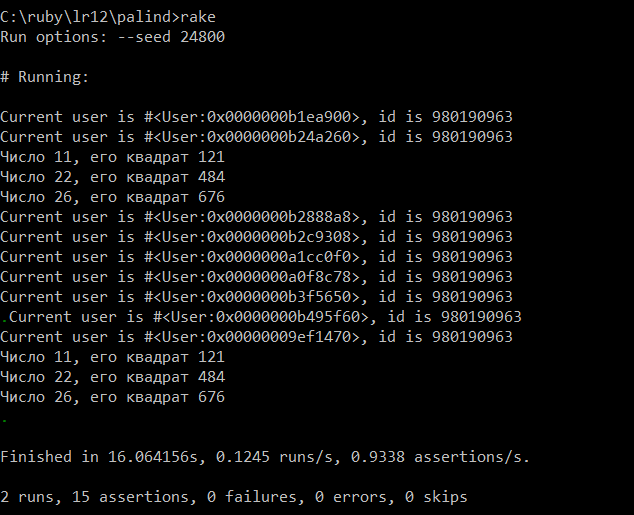 C:\ruby\lr12\palind>rake
Run options: --seed 24800
# Running:
Current user is #<User:0x0000000b1ea900>, id is 980190963
Current user is #<User:0x0000000b24a260>, id is 980190963
Число 11, его квадрат 121
Число 22, его квадрат 484
Число 26, его квадрат 676
Current user is #<User:0x0000000b2888a8>, id is 980190963
Current user is #<User:0x0000000b2c9308>, id is 980190963
Current user is #<User:0x0000000a1cc0f0>, id is 980190963
Current user is #<User:0x0000000a0f8c78>, id is 980190963
Current user is #<User:0x0000000b3f5650>, id is 980190963
.Current user is #<User:0x0000000b495f60>, id is 980190963
Current user is #<User:0x00000009ef1470>, id is 980190963
Число 11, его квадрат 121
Число 22, его квадрат 484
Число 26, его квадрат 676
.
Finished in 16.064156s, 0.1245 runs/s, 0.9338 assertions/s.
2 runs, 15 assertions, 0 failures, 0 errors, 0 skips